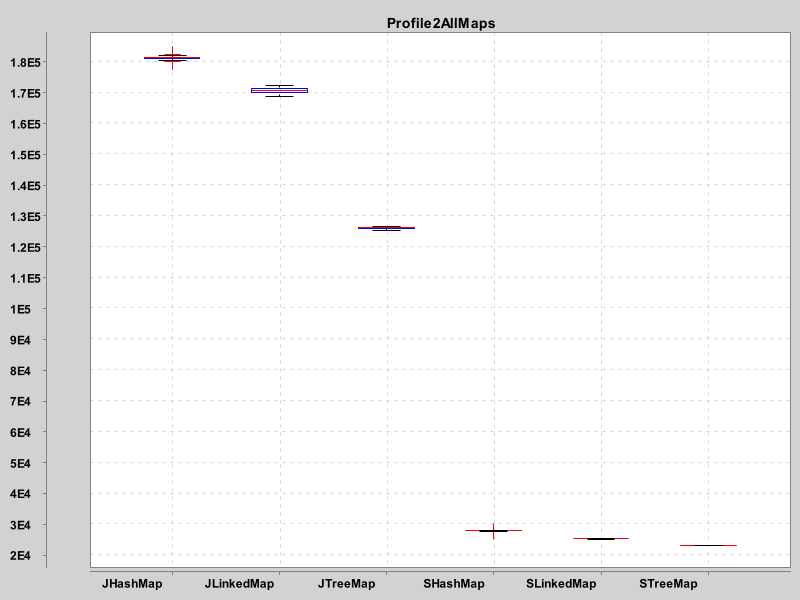 Profile2AllMaps
1.8E5
1.7E5
1.6E5
1.5E5
1.4E5
1.3E5
1.2E5
1.1E5
1E5
9E4
8E4
7E4
6E4
5E4
4E4
3E4
2E4
JHashMap JLinkedMap JTreeMap SHashMap SLinkedMap STreeMap